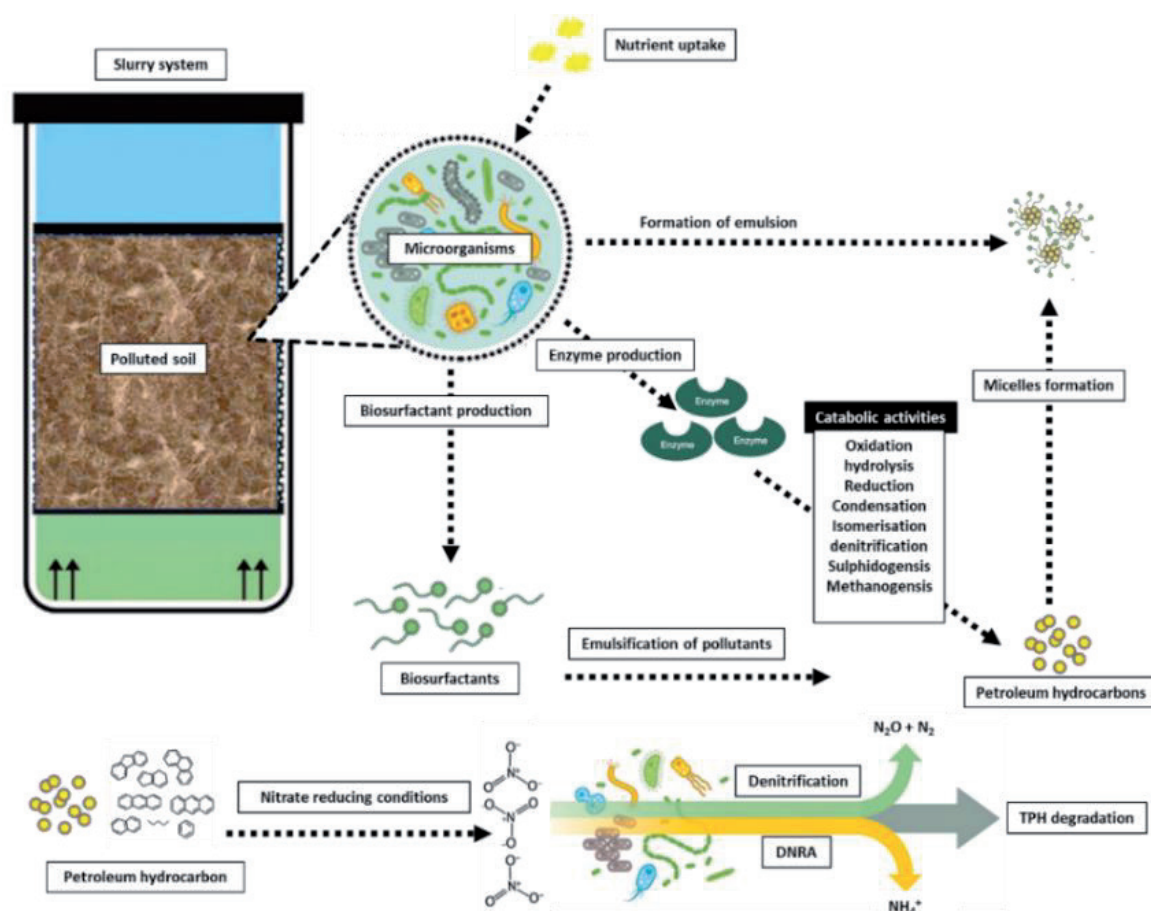 Nutrient uptake
Slurry system
Microorganisms
Formation of emulsion
Polluted soil
Enzyme production
Biosurfactant production
Enzyme
Enzyme
Enzyme
Micelles formation
Catabolic activities
Oxidation
hydrolysis
Reduction
Condensation
Isomerisation
denitrification
Sulphidogensis
Methanogensis
Emulsification of pollutants
Biosurfactants
Petroleum hydrocarbons
N₂O + N₂
Nitrate reducing conditions
Denitrification
TPH degradation
DNRA
Petroleum hydrocarbon
NH₄⁺
O⁻
N⁺
O
O⁻
O
O
N
O
O⁻
N⁺
O
O⁻